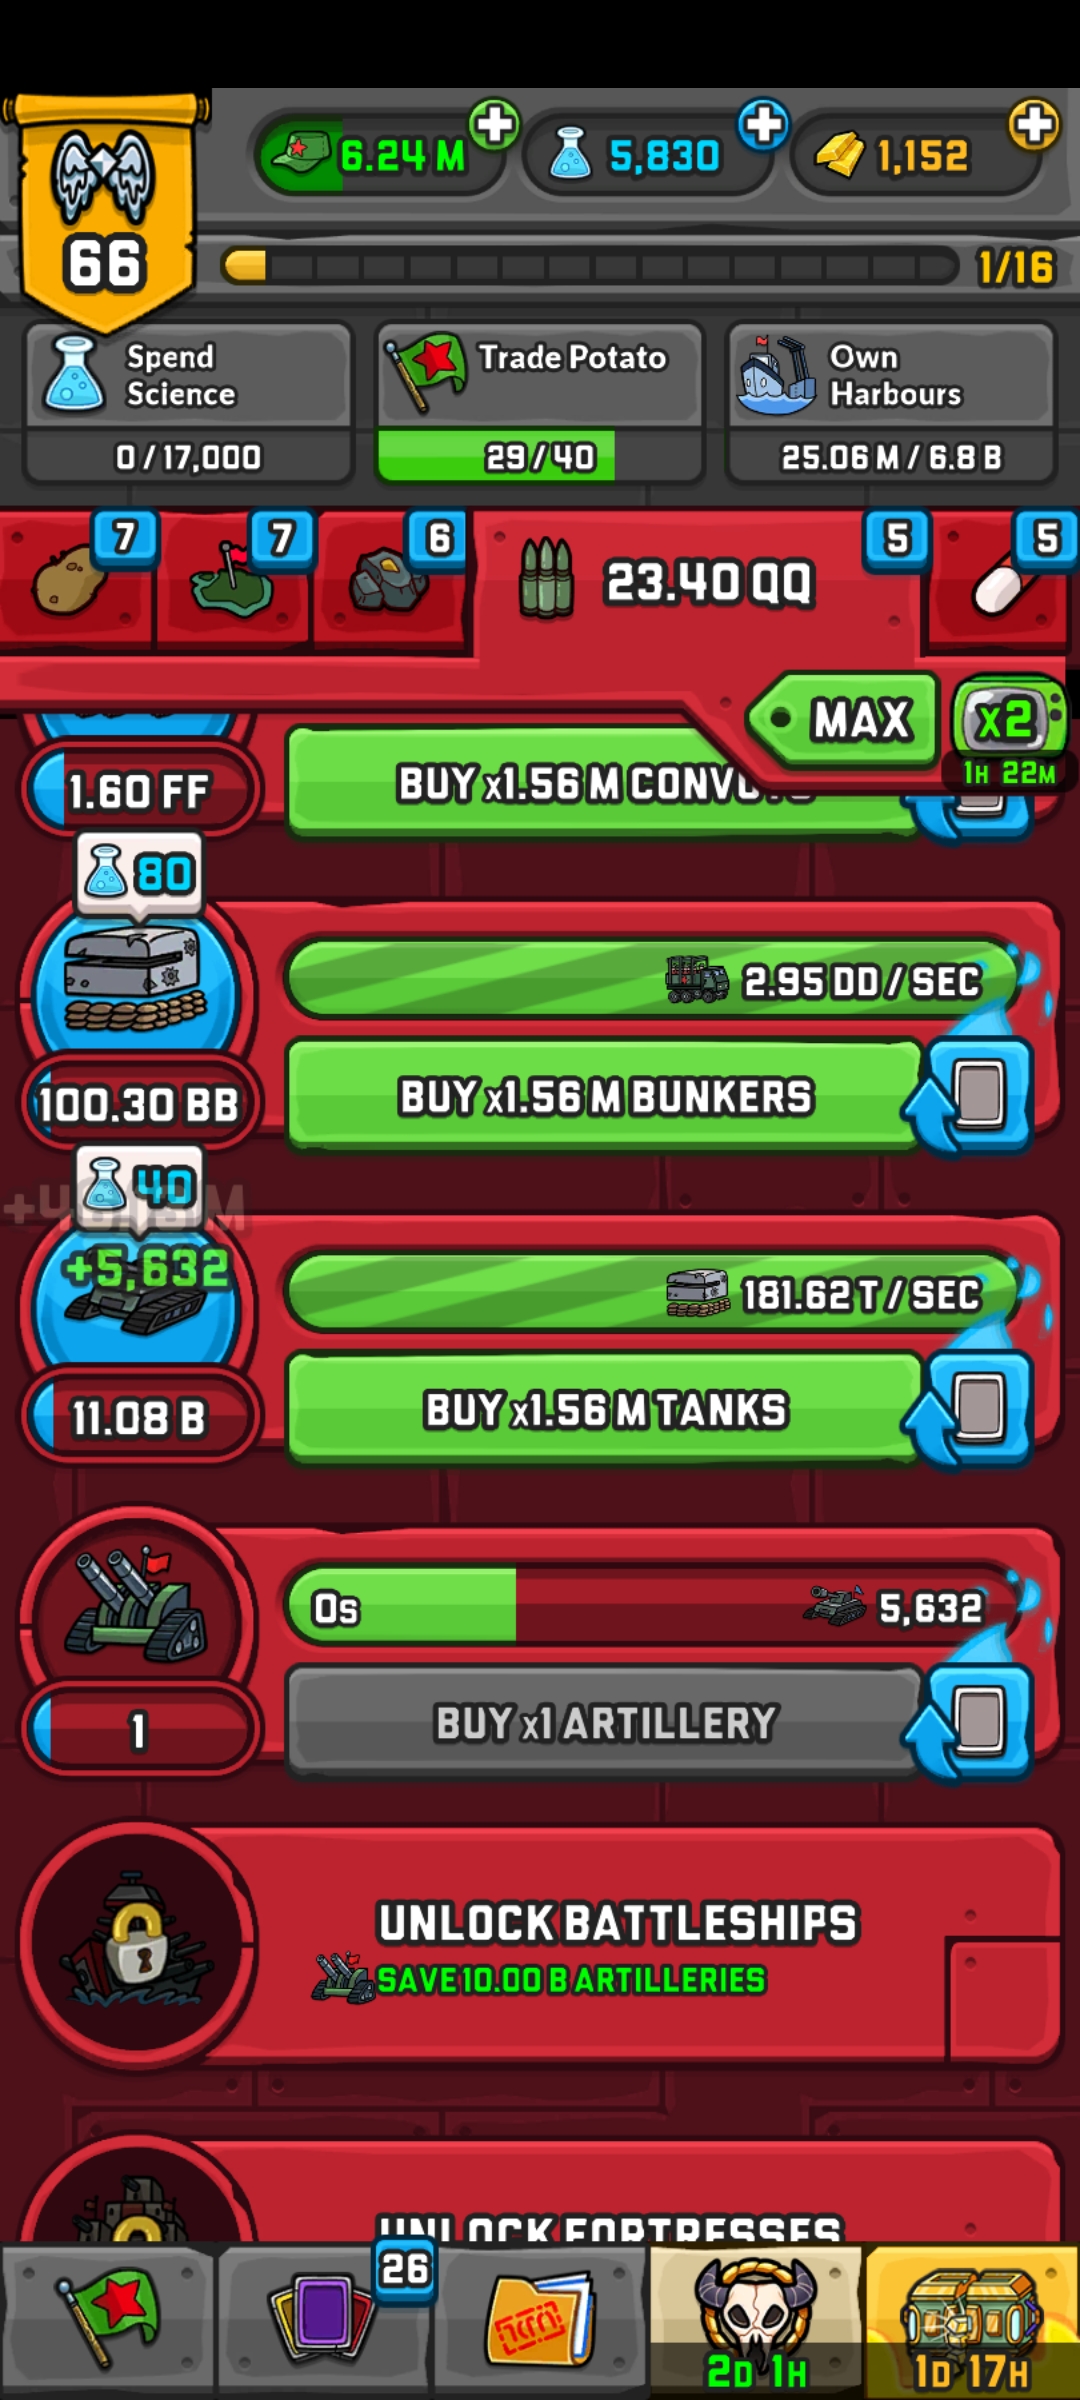 6.24 M
5,830
1,152
66
1/16
Spend
Science
0 / 17,000
Trade Potato
29 / 40
Own
Harbours
25.06 M / 6.8 B
7
7
6
23.40 QQ
5
5
MAX
x2
1H 22M
1.60 FF
BUY x1.56 M
80
2.95 DD / SEC
100.30 BB
BUY x1.56 M BUNKERS
40
+5,632
181.62 T / SEC
11.08 B
BUY x1.56 M TANKS
0s
5,632
1
BUY x1 ARTILLERY
UNLOCK BATTLESHIPS
SAVE 10.00 B ARTILLERIES
UNLOCK FORTRESSES
26
2D 1H
1D 17H